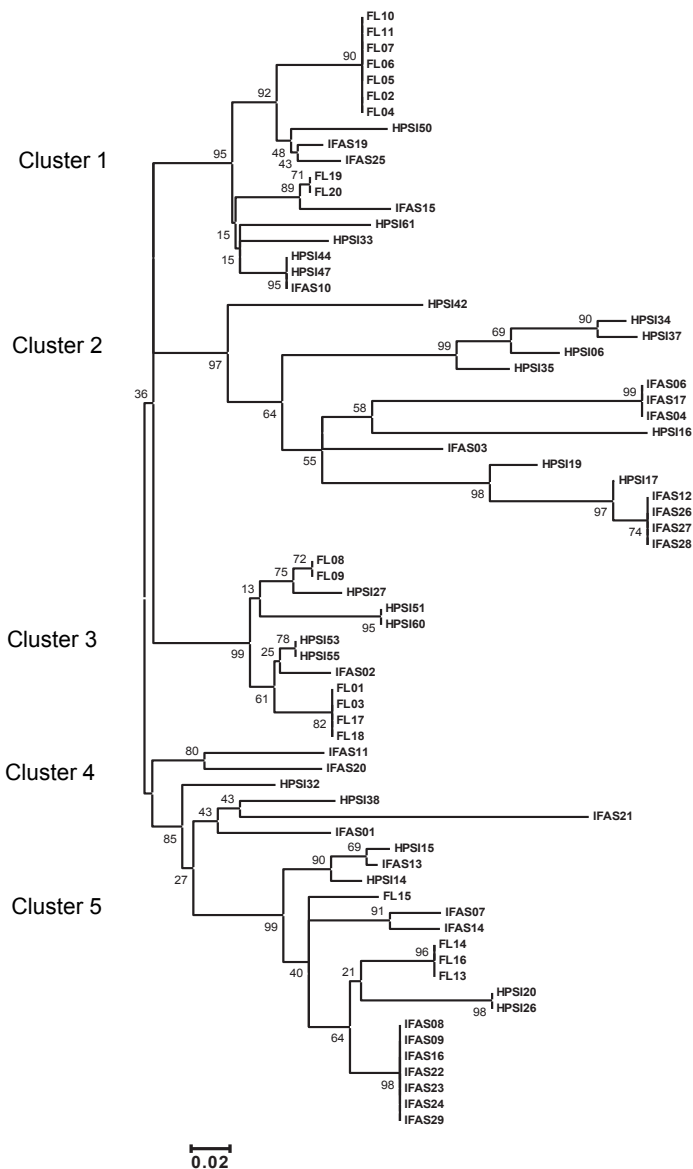 FL10
FL11
FL07
90
FL06
FL05
FL02
92
FL04
HPSI50
48
IFAS19
Cluster 1
95
43
IFAS25
71
FL19
89
FL20
IFAS15
HPSI61
15
HPSI33
15
HPSI44
HPSI47
95
IFAS10
HPSI42
90
HPSI34
69
HPSI37
Cluster 2
99
HPSI06
97
HPSI35
36
99
IFAS06
58
IFAS17
64
IFAS04
HPSI16
IFAS03
55
HPSI19
98
HPSI17
97
IFAS12
IFAS26
74
IFAS27
IFAS28
72
FL08
75
FL09
13
HPSI27
HPSI51
95
HPSI60
Cluster 3
78
HPSI53
99
25
HPSI55
IFAS02
61
FL01
FL03
82
FL17
FL18
80
IFAS11
Cluster 4
IFAS20
HPSI32
43
43
HPSI38
IFAS21
85
IFAS01
69
HPSI15
90
IFAS13
27
HPSI14
FL15
Cluster 5
99
91
IFAS07
IFAS14
96
FL14
40
21
FL16
FL13
HPSI20
98
HPSI26
64
IFAS08
IFAS09
IFAS16
IFAS22
98
IFAS23
IFAS24
IFAS29
0.02